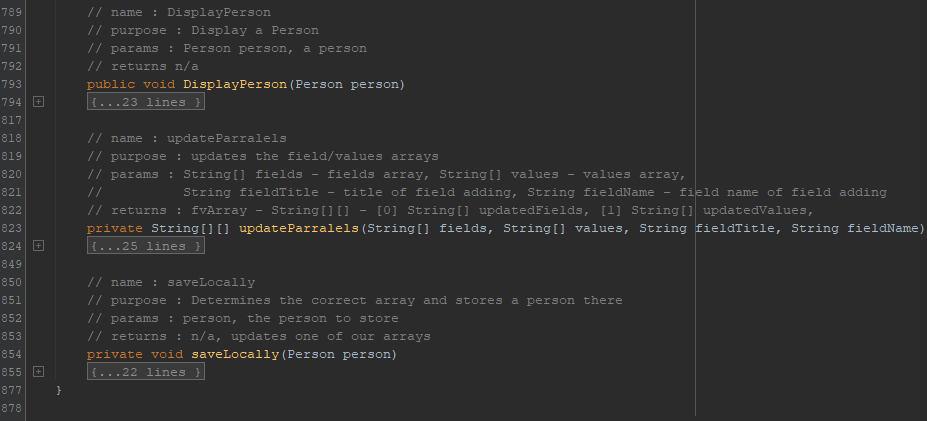 789 // name : DisplayPerson
790 // purpose : Display a Person
791 // params : Person person, a person
792 // returns n/a
793 public void DisplayPerson(Person person)
794 {...23 lines }
817
818 // name : updateParralels
819 // purpose : updates the field/values arrays
820 // params : String[] fields - fields array, String[] values - values array,
821 // String fieldTitle - title of field adding, String fieldName - field name of field adding
822 // returns : fvArray - String[][] - [0] String[] updatedFields, [1] String[] updatedValues,
823 private String[][] updateParralels(String[] fields, String[] values, String fieldTitle, String fieldName)
824 {...25 lines }
849
850 // name : saveLocally
851 // purpose : Determines the correct array and stores a person there
852 // params : person, the person to store
853 // returns : n/a, updates one of our arrays
854 private void saveLocally(Person person)
855 {...22 lines }
877 }
878